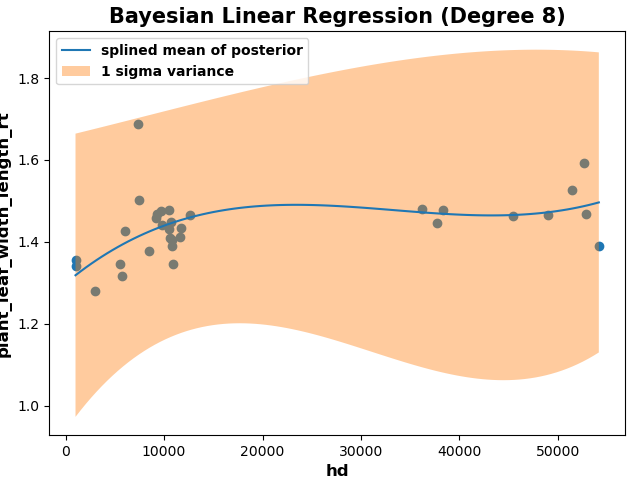 Bayesian Linear Regression (Degree 8)
splined mean of posterior
1 sigma variance
plant_leaf_width_length_rt
1.8
1.6
1.4
1.2
1.0
0
10000
20000
30000
40000
50000
hd